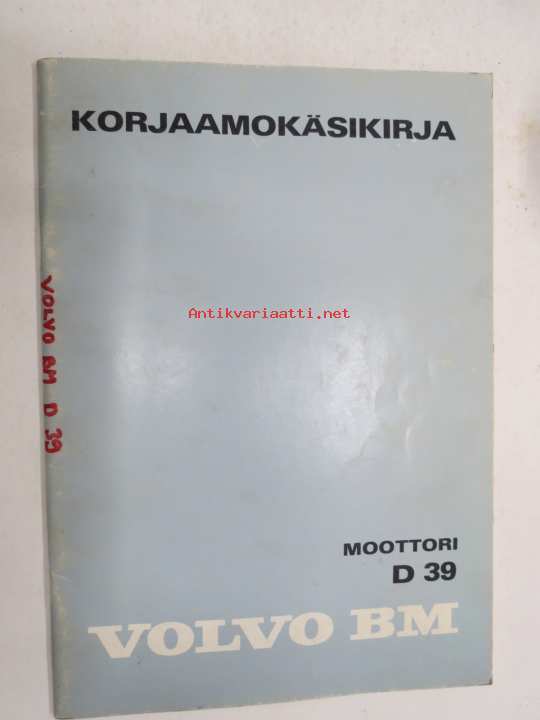 KORJAAMOKÄSIKIRJA
Antikvariaatti.net
VOLVO BM D 39
MOOTTORI
D 39
VOLVO BM